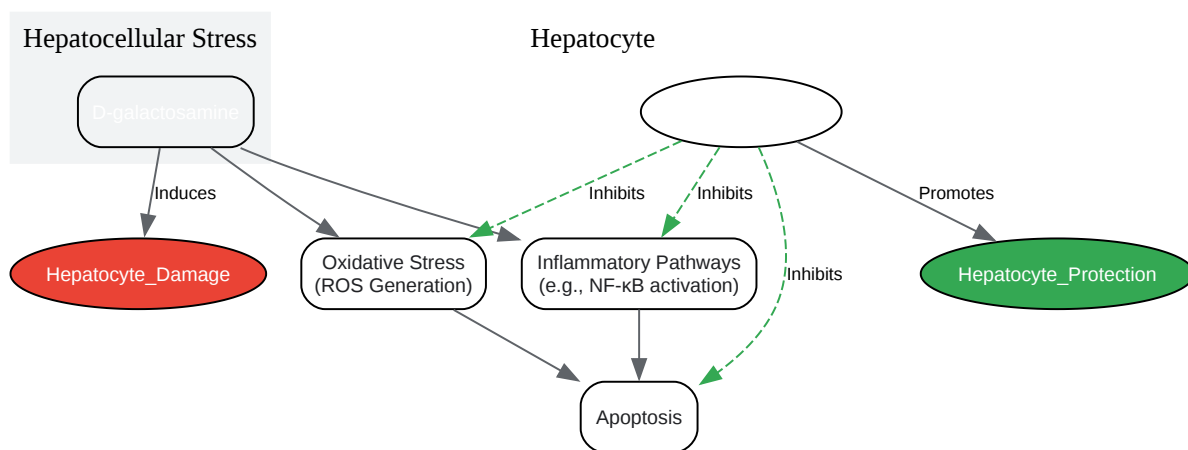 Hepatocellular Stress
Hepatocyte
D-galactosamine
Induces
Inhibits
Inhibits
Promotes
Hepatocyte_Damage
Oxidative Stress
(ROS Generation)
Inflammatory Pathways
(e.g., NF-κB activation)
Inhibits
Hepatocyte_Protection
Apoptosis